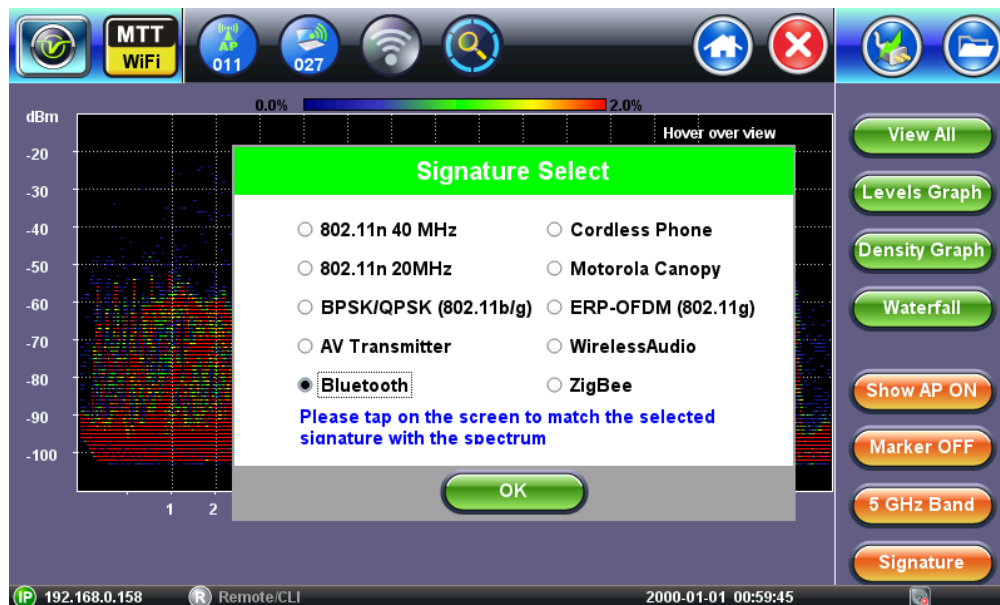 MTT
WiFi
AP
011
027
0.0%
2.0%
dBm
Hover over view
-20
-30
-40
-50
-60
-70
-80
-90
-100
1 2
Signature Select
802.11n 40 MHz
Cordless Phone
802.11n 20MHz
Motorola Canopy
BPSK/QPSK (802.11b/g)
ERP-OFDM (802.11g)
AV Transmitter
WirelessAudio
Bluetooth
ZigBee
Please tap on the screen to match the selected
signature with the spectrum
OK
View All
Levels Graph
Density Graph
Waterfall
Show AP ON
Marker OFF
5 GHz Band
Signature
IP 192.168.0.158
R Remote/CLI
2000-01-01 00:59:45